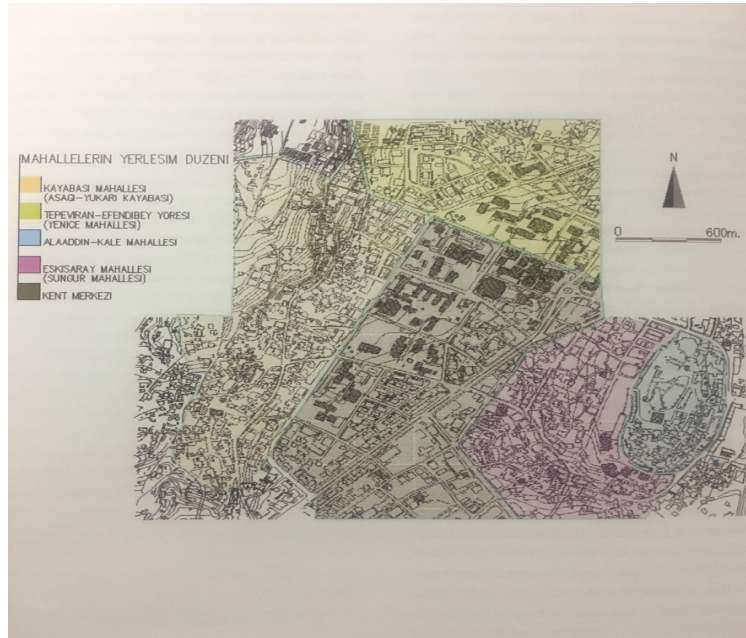 MAHALLELERIN YERLESIM DUZENI
KAYABASI MAHALLESI
(ASAGI-YUKARI KAYABASI)
TEPEVIRAN-EFENDIBEY YORESI
(YENICE MAHALLESI)
ALAADDIN-KALE MAHALLESI
ESKISARAY MAHALLESI
(SUNGUR MAHALLESI)
KENT MERKEZI
N
0 600m.